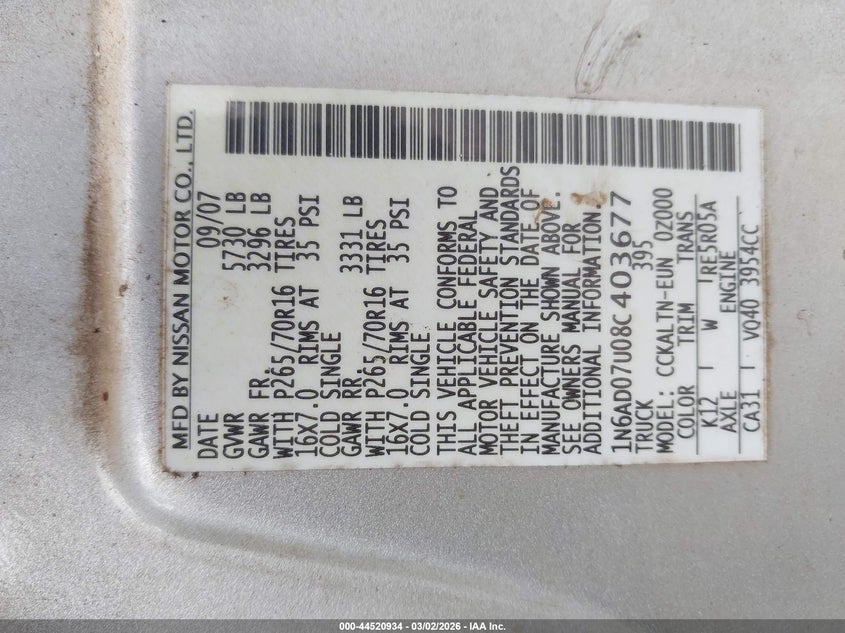 MFD BY NISSAN MOTOR CO., LTD.
DATE 09/07
GVWR 5730 LB
GAWR FR. 3296 LB
WITH P265/70R16 TIRES
16X7.0 RIMS AT 35 PSI
COLD SINGLE
GAWR RR. 3331 LB
WITH P265/70R16 TIRES
16X7.0 RIMS AT 35 PSI
COLD SINGLE
THIS VEHICLE CONFORMS TO
ALL APPLICABLE FEDERAL
MOTOR VEHICLE SAFETY AND
THEFT PREVENTION STANDARDS
IN EFFECT ON THE DATE OF
MANUFACTURE SHOWN ABOVE.
SEE OWNERS MANUAL FOR
ADDITIONAL INFORMATION.
1N6AD07U08C403677
TRUCK 395
MODEL: CCKALTN-EUN 0Z000
COLOR TRIM TRANS
K12 W RE5R05A
AXLE ENGINE
CA31 VQ40 3954CC
000-44520934 - 03/02/2026 - IAA Inc.